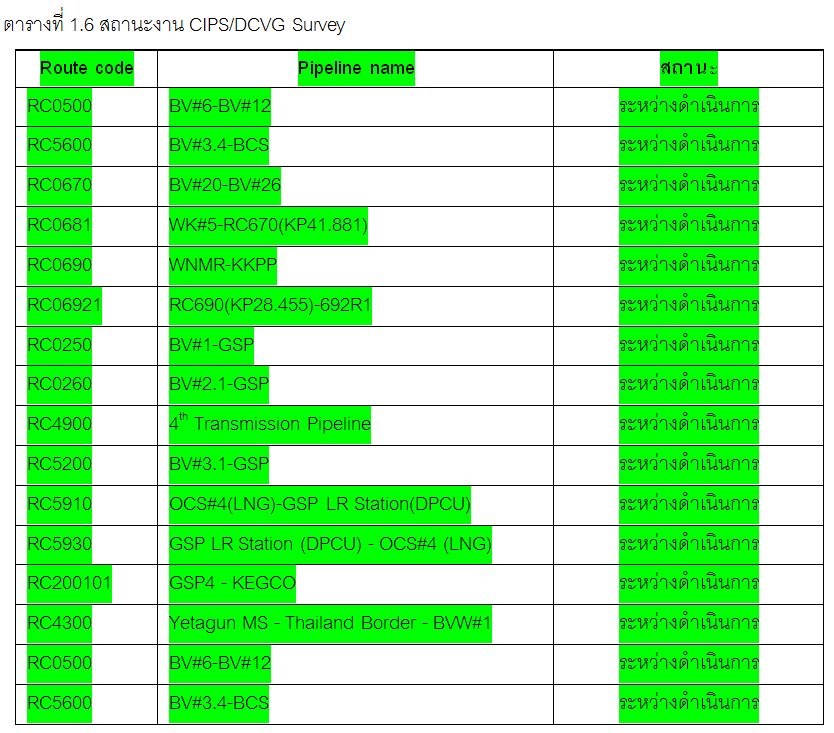 ตารางที่ 1.6 สถานะงาน CIPS/DCVG Survey
Route code Pipeline name สถานะ
RC0500 BV#6-BV#12 ระหว่างดำเนินการ
RC5600 BV#3.4-BCS ระหว่างดำเนินการ
RC0670 BV#20-BV#26 ระหว่างดำเนินการ
RC0681 WK#5-RC670(KP41.881) ระหว่างดำเนินการ
RC0690 WNMR-KKPP ระหว่างดำเนินการ
RC06921 RC690(KP28.455)-692R1 ระหว่างดำเนินการ
RC0250 BV#1-GSP ระหว่างดำเนินการ
RC0260 BV#2.1-GSP ระหว่างดำเนินการ
RC4900 4th Transmission Pipeline ระหว่างดำเนินการ
RC5200 BV#3.1-GSP ระหว่างดำเนินการ
RC5910 OCS#4(LNG)-GSP LR Station(DPCU) ระหว่างดำเนินการ
RC5930 GSP LR Station (DPCU) - OCS#4 (LNG) ระหว่างดำเนินการ
RC200101 GSP4 - KEGCO ระหว่างดำเนินการ
RC4300 Yetagun MS - Thailand Border - BVW#1 ระหว่างดำเนินการ
RC0500 BV#6-BV#12 ระหว่างดำเนินการ
RC5600 BV#3.4-BCS ระหว่างดำเนินการ